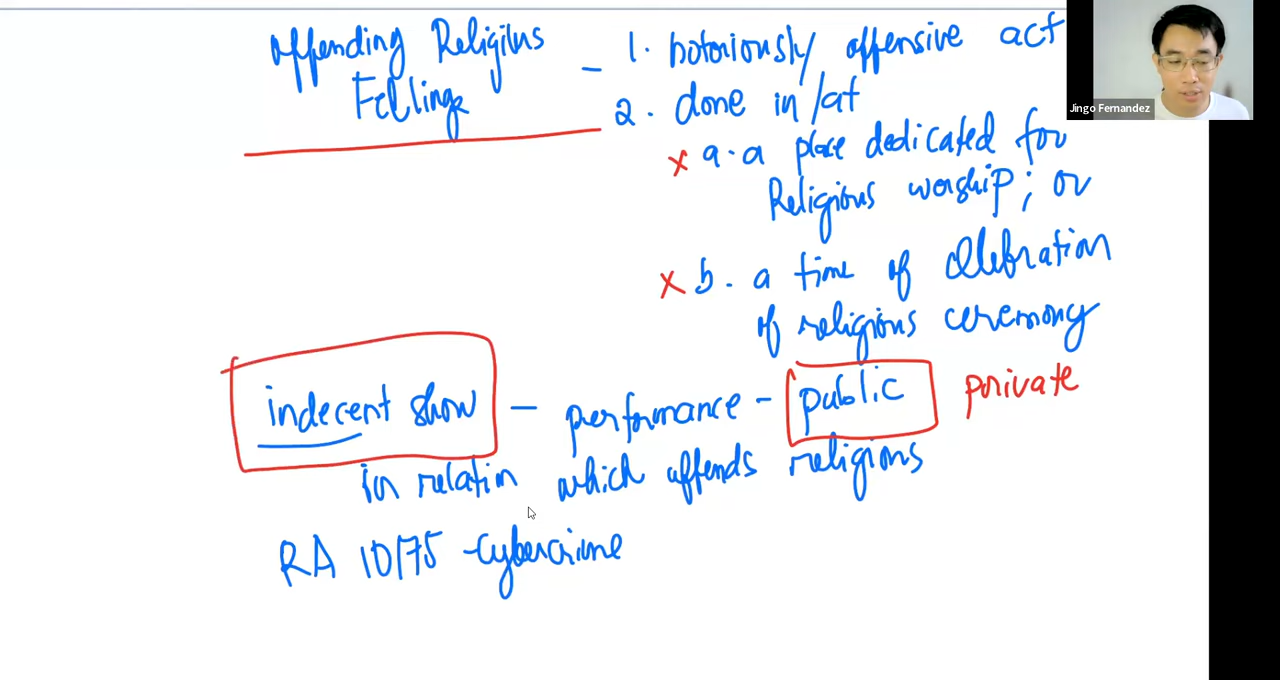 Offending Religious
Feelings
- 1. notoriously offensive act
2. done in/at
x a. a place dedicated for
Religious worship; or
x b. a time of celebration
of religious ceremony
indecent show - performance - public private
in relation which offends religions
RA 10175 - cybercrime
Jingo Fernandez